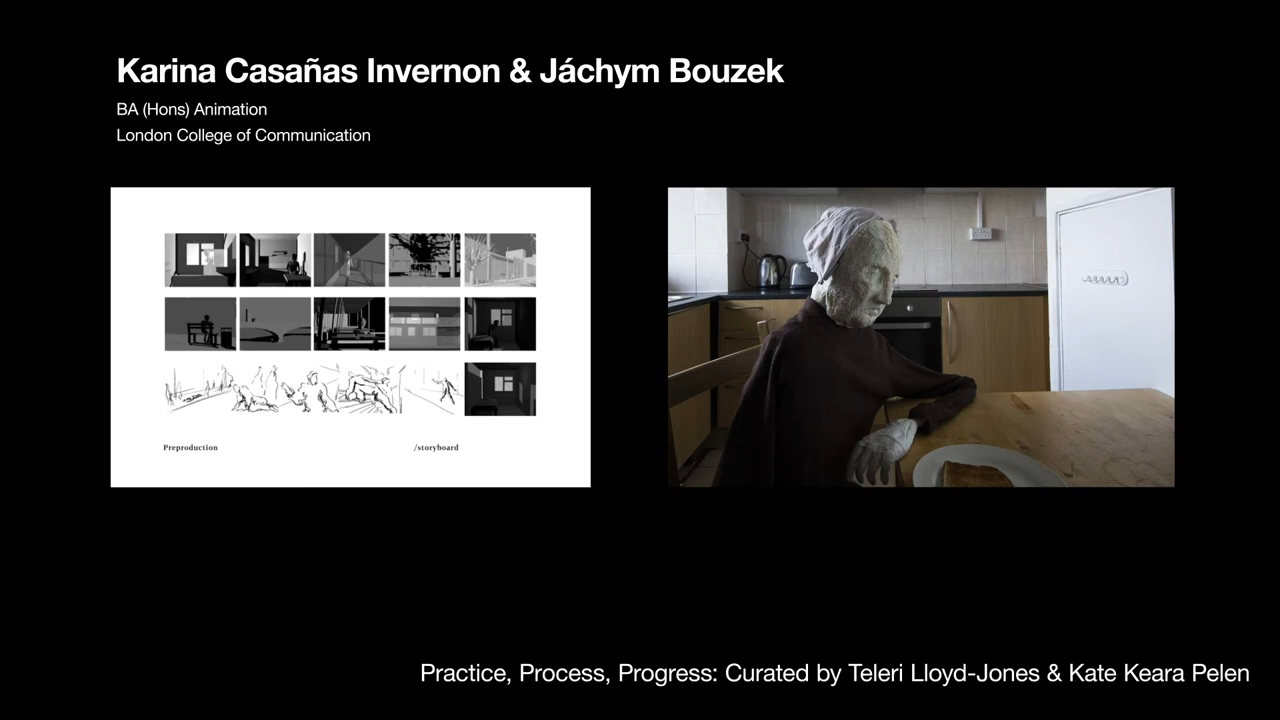 Karina Casañas Invernon & Jáchym Bouzek
BA (Hons) Animation
London College of Communication
Preproduction
/storyboard
Practice, Process, Progress: Curated by Teleri Lloyd-Jones & Kate Keara Pelen